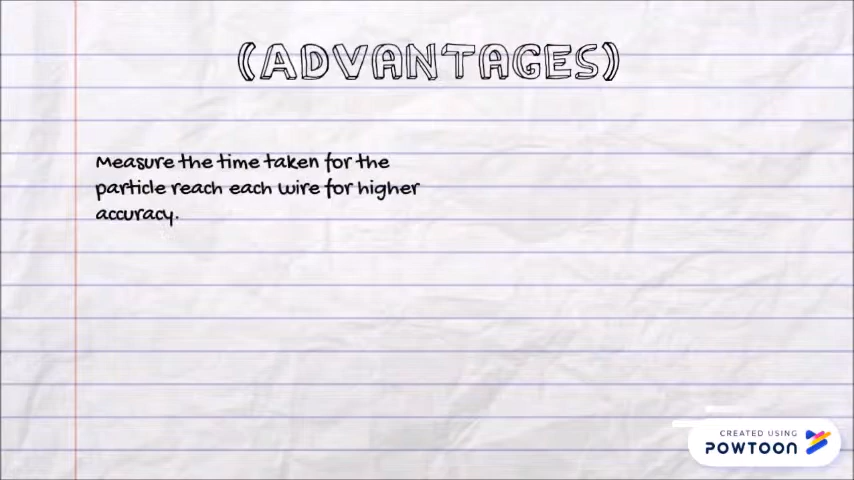 (ADVANTAGES)
Measure the time taken for the
particle reach each wire for higher
accuracy.
CREATED USING
POWTOON